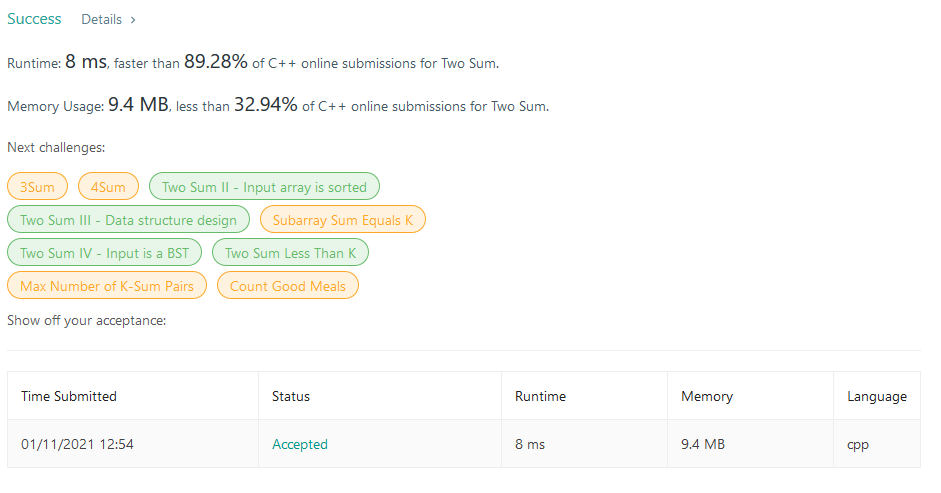 Success Details >
Runtime: 8 ms, faster than 89.28% of C++ online submissions for Two Sum.
Memory Usage: 9.4 MB, less than 32.94% of C++ online submissions for Two Sum.
Next challenges:
3Sum 4Sum Two Sum II - Input array is sorted
Two Sum III - Data structure design Subarray Sum Equals K
Two Sum IV - Input is a BST Two Sum Less Than K
Max Number of K-Sum Pairs Count Good Meals
Show off your acceptance:
Time Submitted Status Runtime Memory Language
01/11/2021 12:54 Accepted 8 ms 9.4 MB cpp